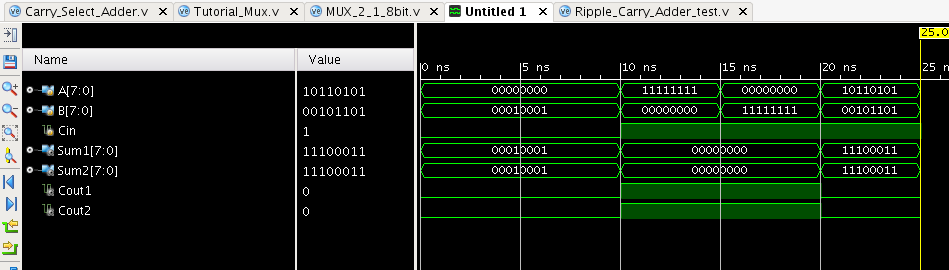 Carry_Select_Adder.v × Tutorial_Mux.v × MUX_2_1_8bit.v × Untitled 1 × Ripple_Carry_Adder_test.v ×
25.0
Name Value
0 ns 5 ns 10 ns 15 ns 20 ns 25 n
A[7:0] 10110101 00000000 11111111 00000000 10110101
B[7:0] 00101101 00010001 00000000 11111111 00101101
Cin 1
Sum1[7:0] 11100011 00010001 00000000 11100011
Sum2[7:0] 11100011 00010001 00000000 11100011
Cout1 0
Cout2 0